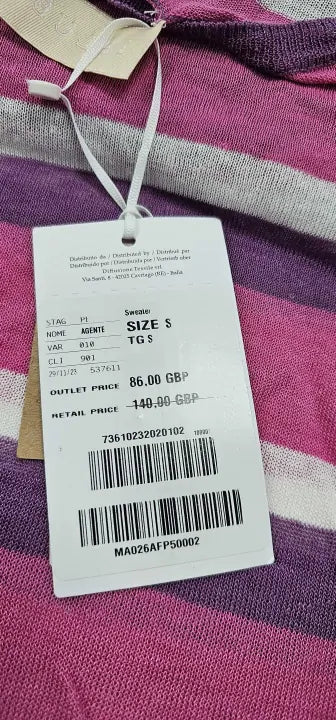 Distribuito da / Distributed by / Distribué par
Distribuido por / Distribuída por / Vertrieb über
Diffusione Tessile srl
Via Santi, 8 - 42025 Cavriago (RE) - Italia
Sweater
STAG PE
SIZE S
NOME AGENTE
TG S
VAR 010
CLI 901
29/11/23 537611
OUTLET PRICE 86.00 GBP
RETAIL PRICE 140.00 GBP
73610232020102
MA026AFP50002